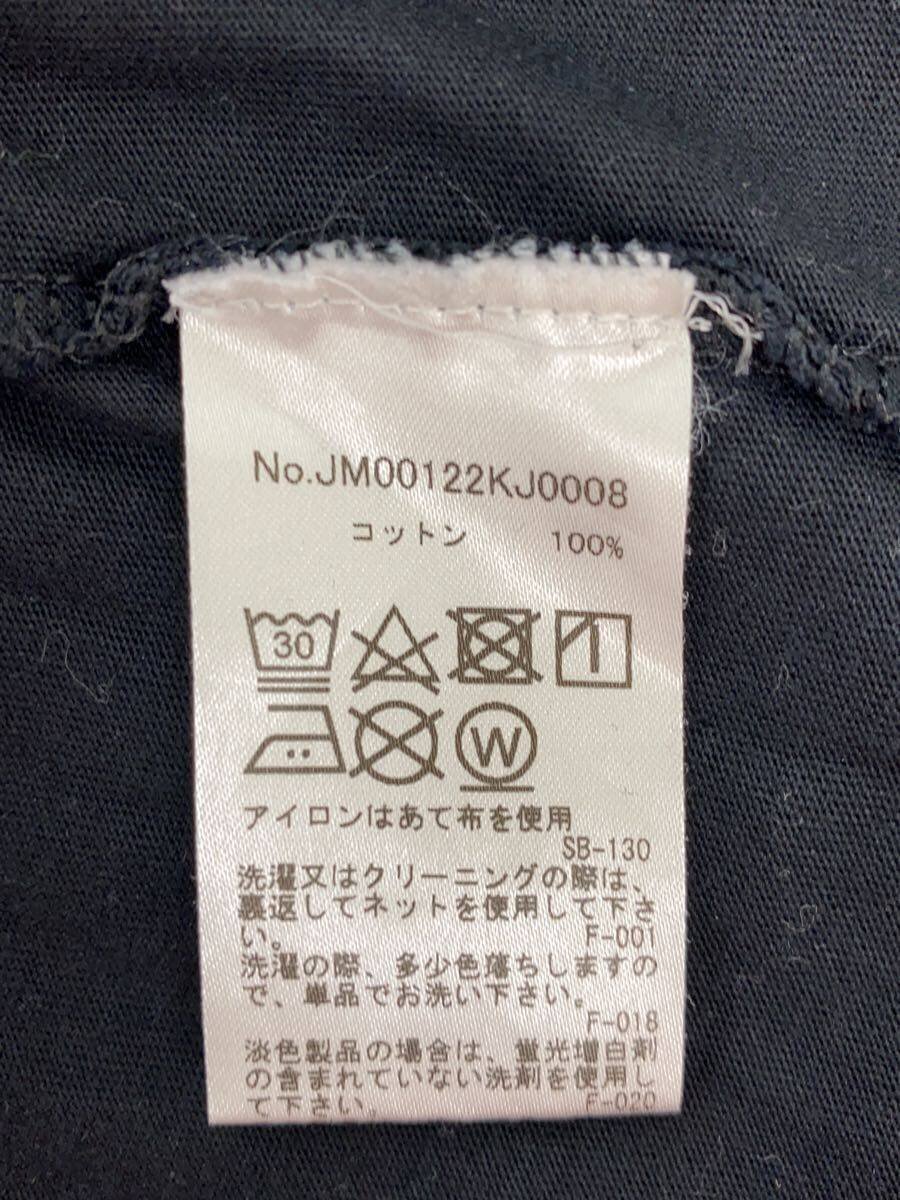 No.JM00122KJ0008
コットン 100%
30
W
アイロンはあて布を使用
SB-130
洗濯又はクリーニングの際は、
裏返してネットを使用して下さ
い。
F-001
洗濯の際、多少色落ちしますの
で、単品でお洗い下さい。
F-018
淡色製品の場合は、蛍光増白剤
の含まれていない洗剤を使用し
て下さい。
F-020